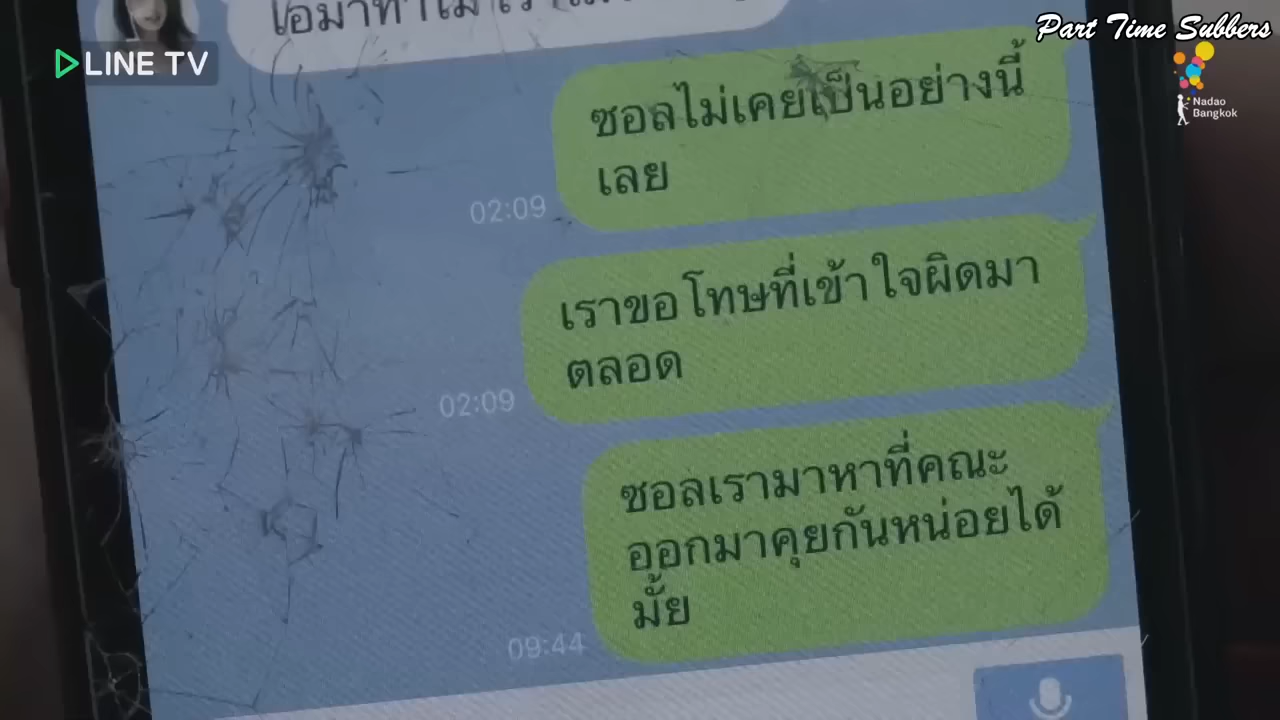 Part Time Subbers
LINE TV
Nadao
Bangkok
ซอลไม่เคยเป็นอย่างนี้
เลย
02:09
เราขอโทษที่เข้าใจผิดมา
ตลอด
02:09
ซอลเรามาหาที่คณะ
ออกมาคุยกันหน่อยได้
มั้ย
09:44